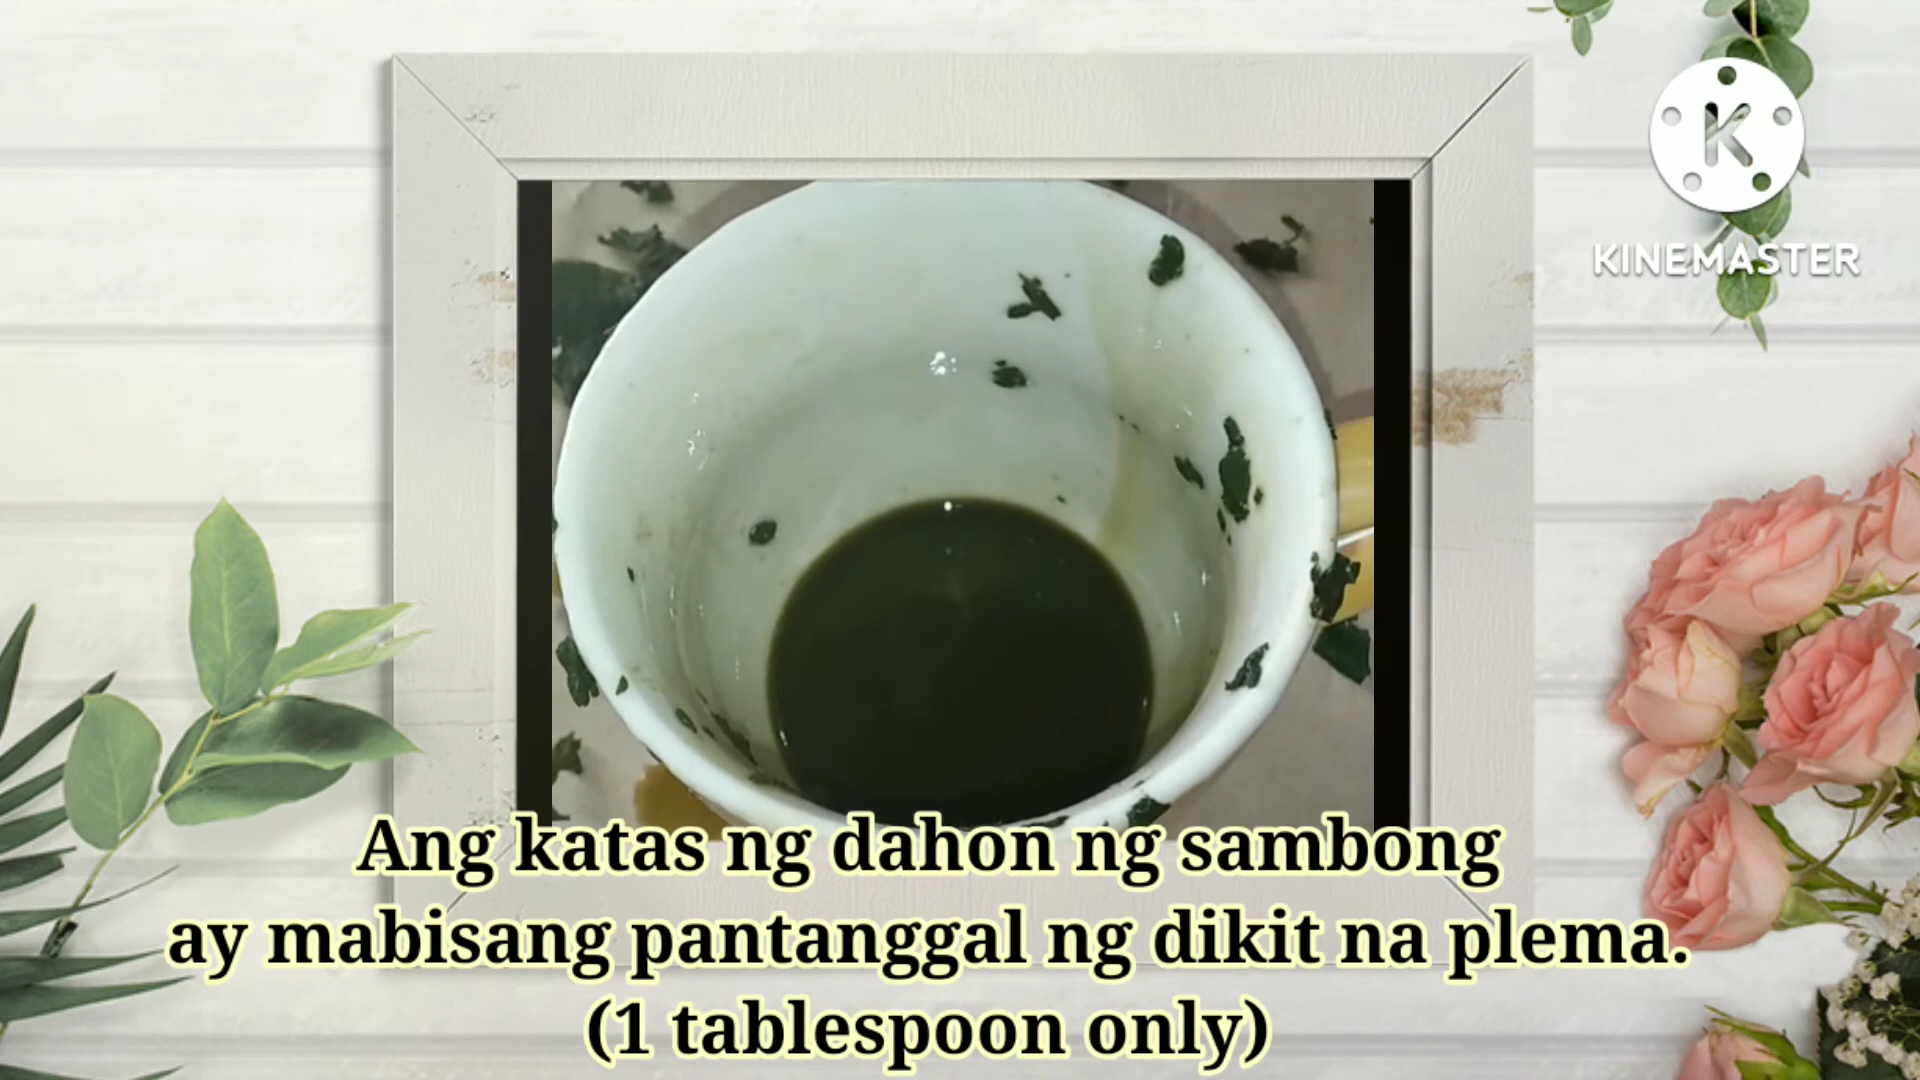 KINEMASTER
Ang katas ng dahon ng sambong
ay mabisang pantanggal ng dikit na plema.
(1 tablespoon only)